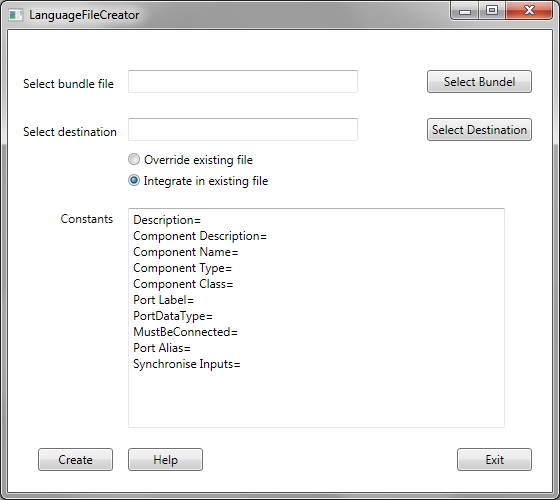 LanguageFileCreator
Select bundle file
Select Bundel
Select destination
Select Destination
Override existing file
Integrate in existing file
Constants
Description=
Component Description=
Component Name=
Component Type=
Component Class=
Port Label=
PortDataType=
MustBeConnected=
Port Alias=
Synchronise Inputs=
Create
Help
Exit